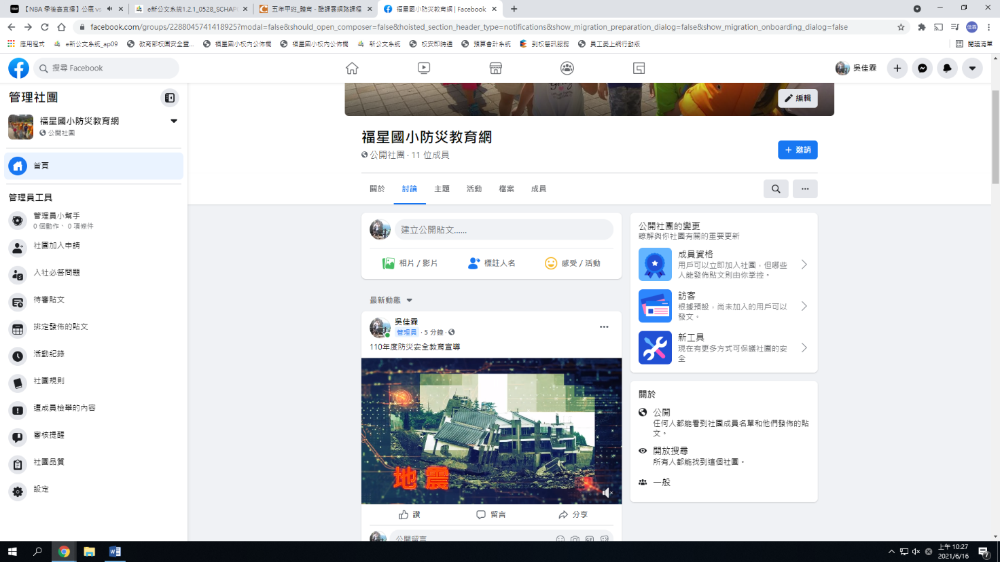 【NBA 季後賽直播】公鹿 vs
e新公文系統1.2.1_0528_SCHAP
五年甲班_體育 - 酷課雲網路課程
福星國小防災教育網 | Facebook
facebook.com/groups/2288045741418925?modal=false&should_open_composer=false&hoisted_section_header_type=notifications&show_migration_preparation_dialog=false&show_migration_onboarding_dialog=false
佳霖
應用程式
e新公文系統_ap09
教育部校園安全暨...
福星國小校內公佈欄
福星國小校內公佈欄
新公文系統
校安即時通
預算會計系統
到校簡訊服務
員工愛上網行動版
閱讀清單
搜尋 Facebook
吳佳霖
管理社團
福星國小防災教育網
公開社團
首頁
管理員工具
管理員小幫手
0 個動作、0 項條件
社團加入申請
入社必答問題
待審貼文
排定發佈的貼文
活動紀錄
社團規則
遭成員檢舉的內容
審核提醒
社團品質
設定
編輯
福星國小防災教育網
公開社團 · 11 位成員
+ 邀請
關於
討論
主題
活動
檔案
成員
建立公開貼文......
相片 / 影片
標註人名
感受 / 活動
最新動態
吳佳霖
管理員 · 5 分鐘 ·
110年度防災安全教育宣導
地震
讚
留言
分享
公開留言
公開社團的變更
瞭解與你社團有關的重要更新
成員資格
用戶可以立即加入社團，但哪些
人能發佈貼文則由你掌控。
訪客
根據預設，尚未加入的用戶可以
發文。
新工具
現在有更多方式可保護社團的安
全
關於
公開
任何人都能看到社團成員名單和他們發佈的貼
文。
開放搜尋
所有人都能找到這個社團。
一般
上午 10:27
2021/6/16
7